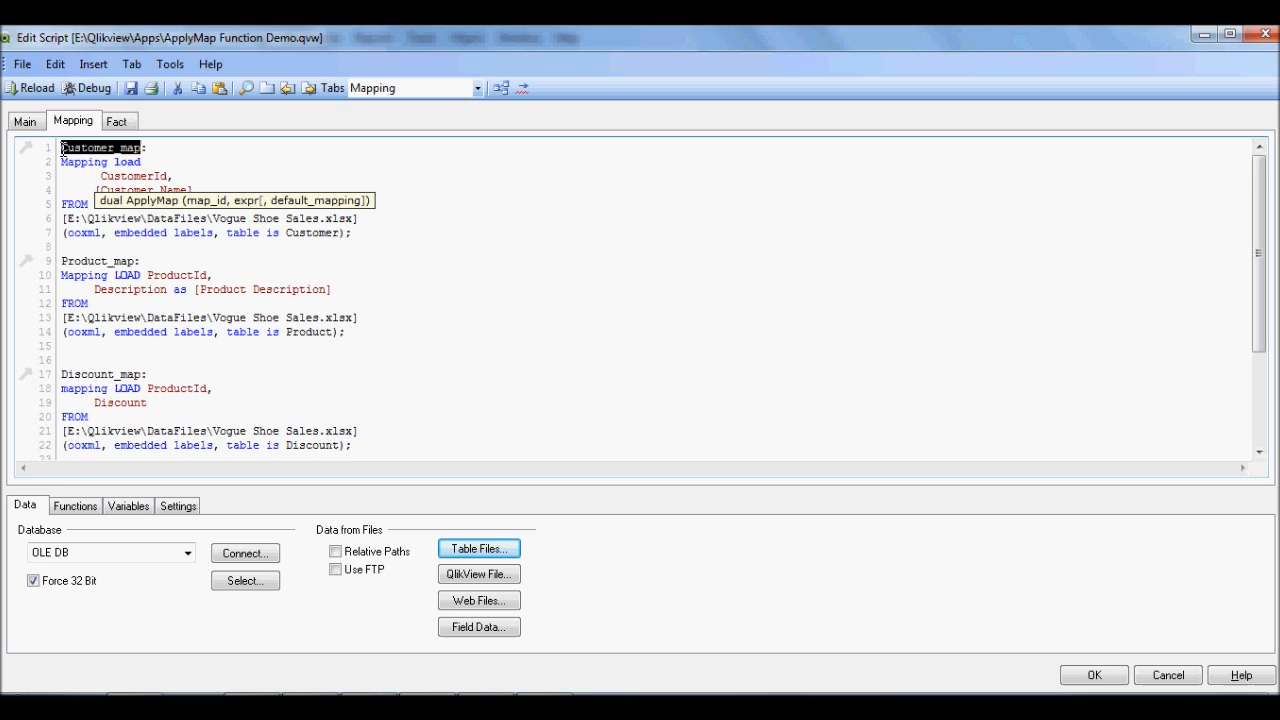 Edit Script [E:\Qlikview\Apps\ApplyMap Function Demo.qvw]
File Edit Insert Tab Tools Help
Reload Debug Tabs Mapping
Main Mapping Fact
1 Customer_map:
2 Mapping load
3 CustomerId,
4 [Customer Name]
dual ApplyMap (map_id, expr[, default_mapping])
5 FROM
6 [E:\Qlikview\DataFiles\Vogue Shoe Sales.xlsx]
7 (ooxml, embedded labels, table is Customer);
8
9 Product_map:
10 Mapping LOAD ProductId,
11 Description as [Product Description]
12 FROM
13 [E:\Qlikview\DataFiles\Vogue Shoe Sales.xlsx]
14 (ooxml, embedded labels, table is Product);
15
16
17 Discount_map:
18 mapping LOAD ProductId,
19 Discount
20 FROM
21 [E:\Qlikview\DataFiles\Vogue Shoe Sales.xlsx]
22 (ooxml, embedded labels, table is Discount);
23
Data Functions Variables Settings
Database Data from Files
OLE DB Connect... Relative Paths Table Files...
Force 32 Bit Select... Use FTP QlikView File...
Web Files...
Field Data...
OK Cancel Help